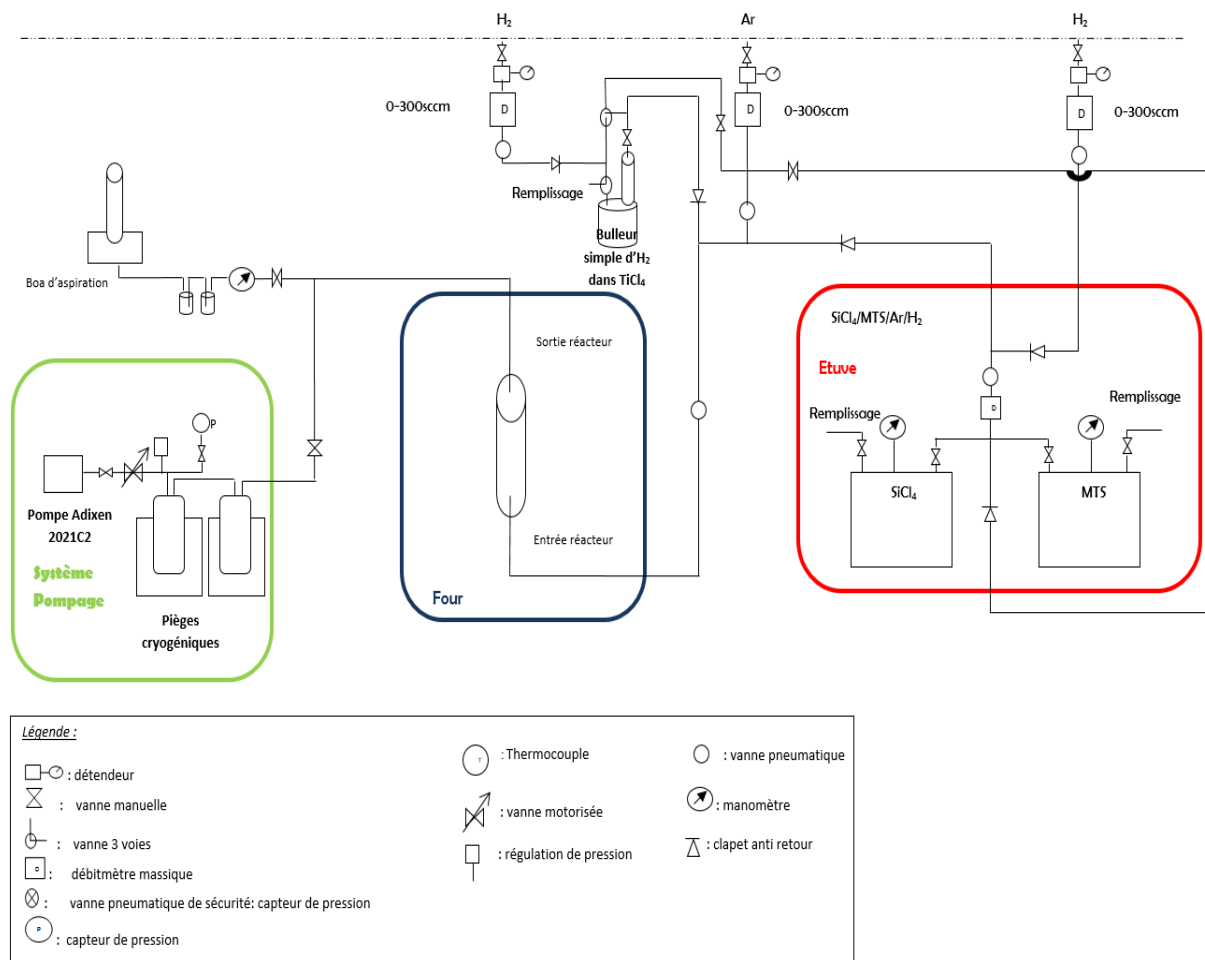 H₂
Ar
H₂
0-300sccm
D
D
0-300sccm
D
0-300sccm
Remplissage
Bulleur
simple d'H₂
dans TiCl₄
Boa d'aspiration
Sortie réacteur
Entrée réacteur
Four
SiCl₄/MTS/Ar/H₂
Etuve
D
Remplissage
Remplissage
SiCl₄
MTS
P
Pompe Adixen
2021C2
Système
Pompage
Pièges
cryogéniques
Légende :
: détendeur
: vanne manuelle
: vanne 3 voies
D
: débitmètre massique
: vanne pneumatique de sécurité: capteur de pression
P
: capteur de pression
T
: Thermocouple
: vanne motorisée
: régulation de pression
: vanne pneumatique
: manomètre
: clapet anti retour